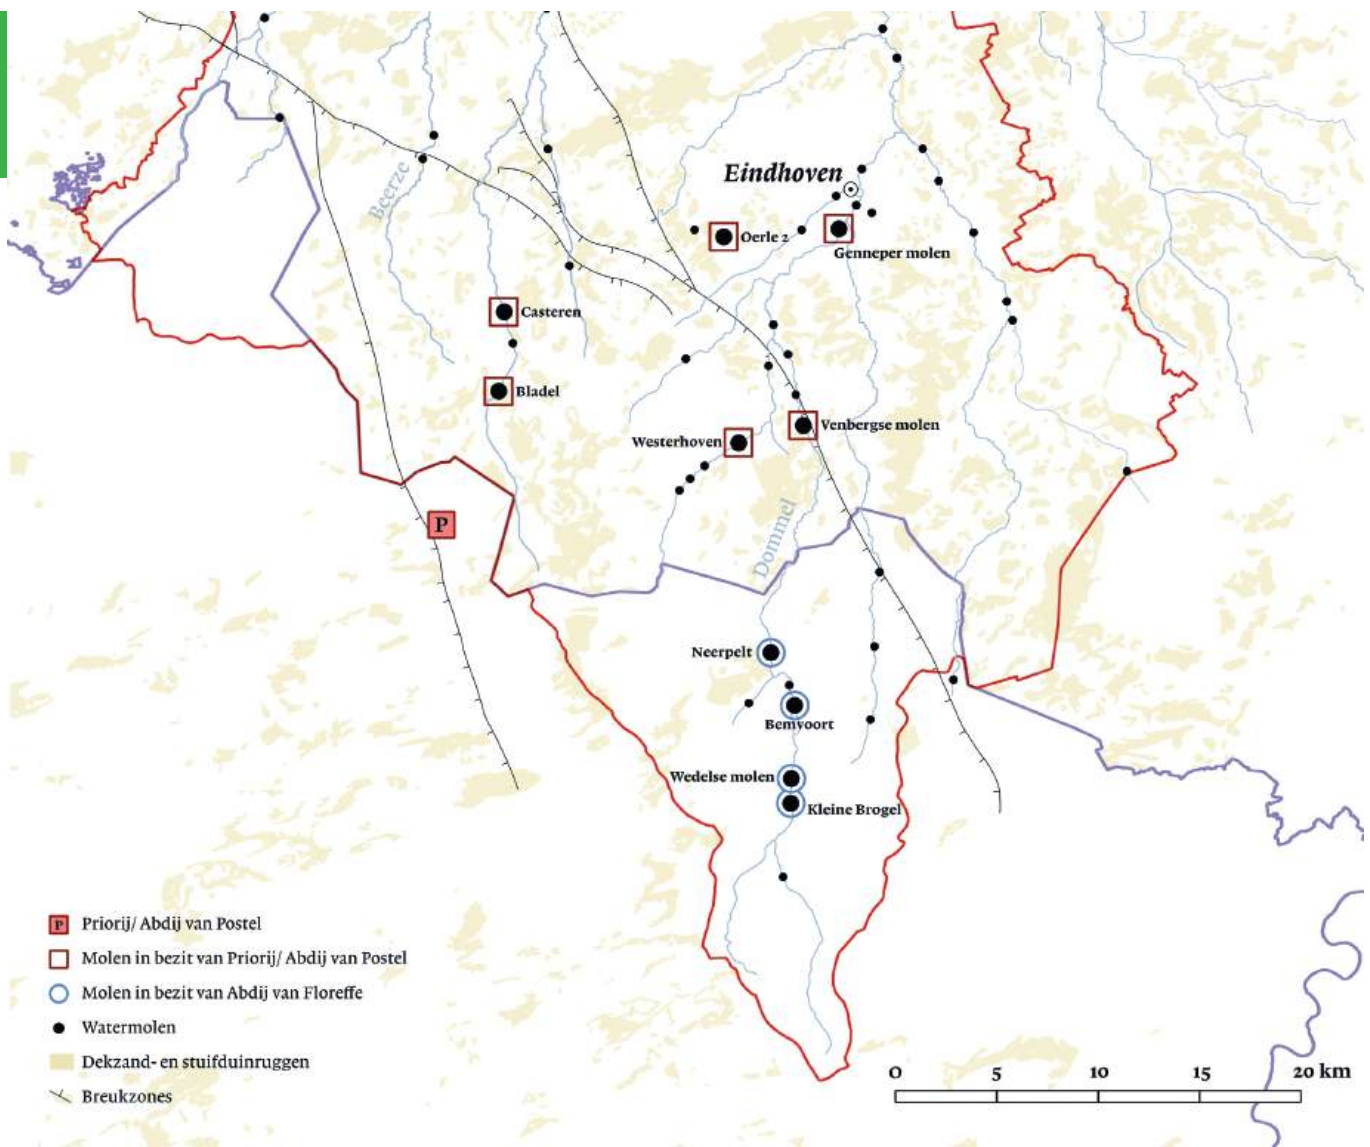 Beerze
Eindhoven
Oerle 2
Genneper molen
Casteren
Bladel
Venbergse molen
Westerhoven
Dommel
P
Neerpelt
Bemvoort
Wedelse molen
Kleine Brogel
P Priorij/ Abdij van Postel
Molen in bezit van Priorij/ Abdij van Postel
Molen in bezit van Abdij van Floreffe
Watermolen
Dekzand- en stuifduinruggen
Breukzones
0 5 10 15 20 km